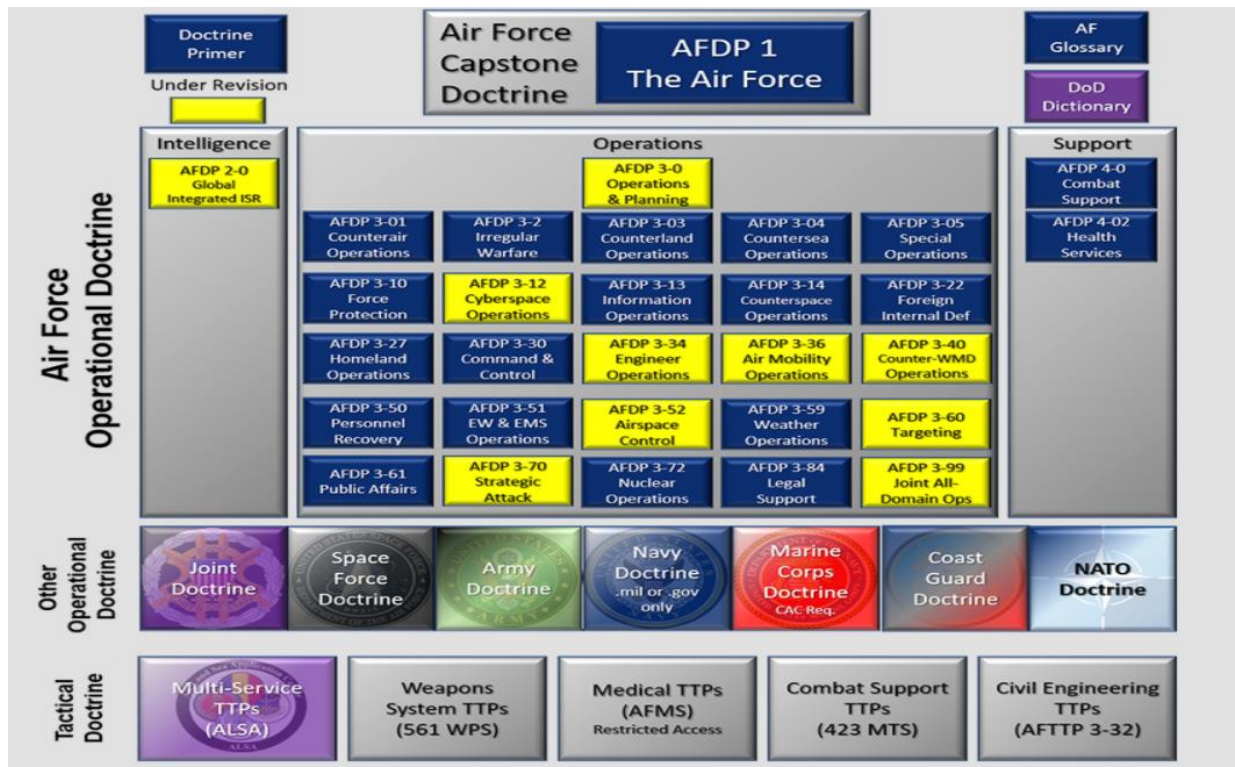 Doctrine
Primer
Under Revision
Air Force
Capstone
Doctrine
AFDP 1
The Air Force
AF
Glossary
DoD
Dictionary
Air Force
Operational Doctrine
Intelligence
AFDP 2-0
Global
Integrated ISR
Operations
AFDP 3-0
Operations
& Planning
AFDP 3-01
Counterair
Operations
AFDP 3-2
Irregular
Warfare
AFDP 3-03
Counterland
Operations
AFDP 3-04
Countersea
Operations
AFDP 3-05
Special
Operations
AFDP 3-10
Force
Protection
AFDP 3-12
Cyberspace
Operations
AFDP 3-13
Information
Operations
AFDP 3-14
Counterspace
Operations
AFDP 3-22
Foreign
Internal Def
AFDP 3-27
Homeland
Operations
AFDP 3-30
Command &
Control
AFDP 3-34
Engineer
Operations
AFDP 3-36
Air Mobility
Operations
AFDP 3-40
Counter-WMD
Operations
AFDP 3-50
Personnel
Recovery
AFDP 3-51
EW & EMS
Operations
AFDP 3-52
Airspace
Control
AFDP 3-59
Weather
Operations
AFDP 3-60
Targeting
AFDP 3-61
Public Affairs
AFDP 3-70
Strategic
Attack
AFDP 3-72
Nuclear
Operations
AFDP 3-84
Legal
Support
AFDP 3-99
Joint All-
Domain Ops
Support
AFDP 4-0
Combat
Support
AFDP 4-02
Health
Services
Other
Operational
Doctrine
Joint
Doctrine
Space
Force
Doctrine
Army
Doctrine
Navy
Doctrine
.mil or .gov
only
Marine
Corps
Doctrine
CAC Req.
Coast
Guard
Doctrine
NATO
Doctrine
Tactical
Doctrine
Multi-Service
TTPs
(ALSA)
ALSA
Weapons
System TTPs
(561 WPS)
Medical TTPs
(AFMS)
Restricted Access
Combat Support
TTPs
(423 MTS)
Civil Engineering
TTPs
(AFTTP 3-32)